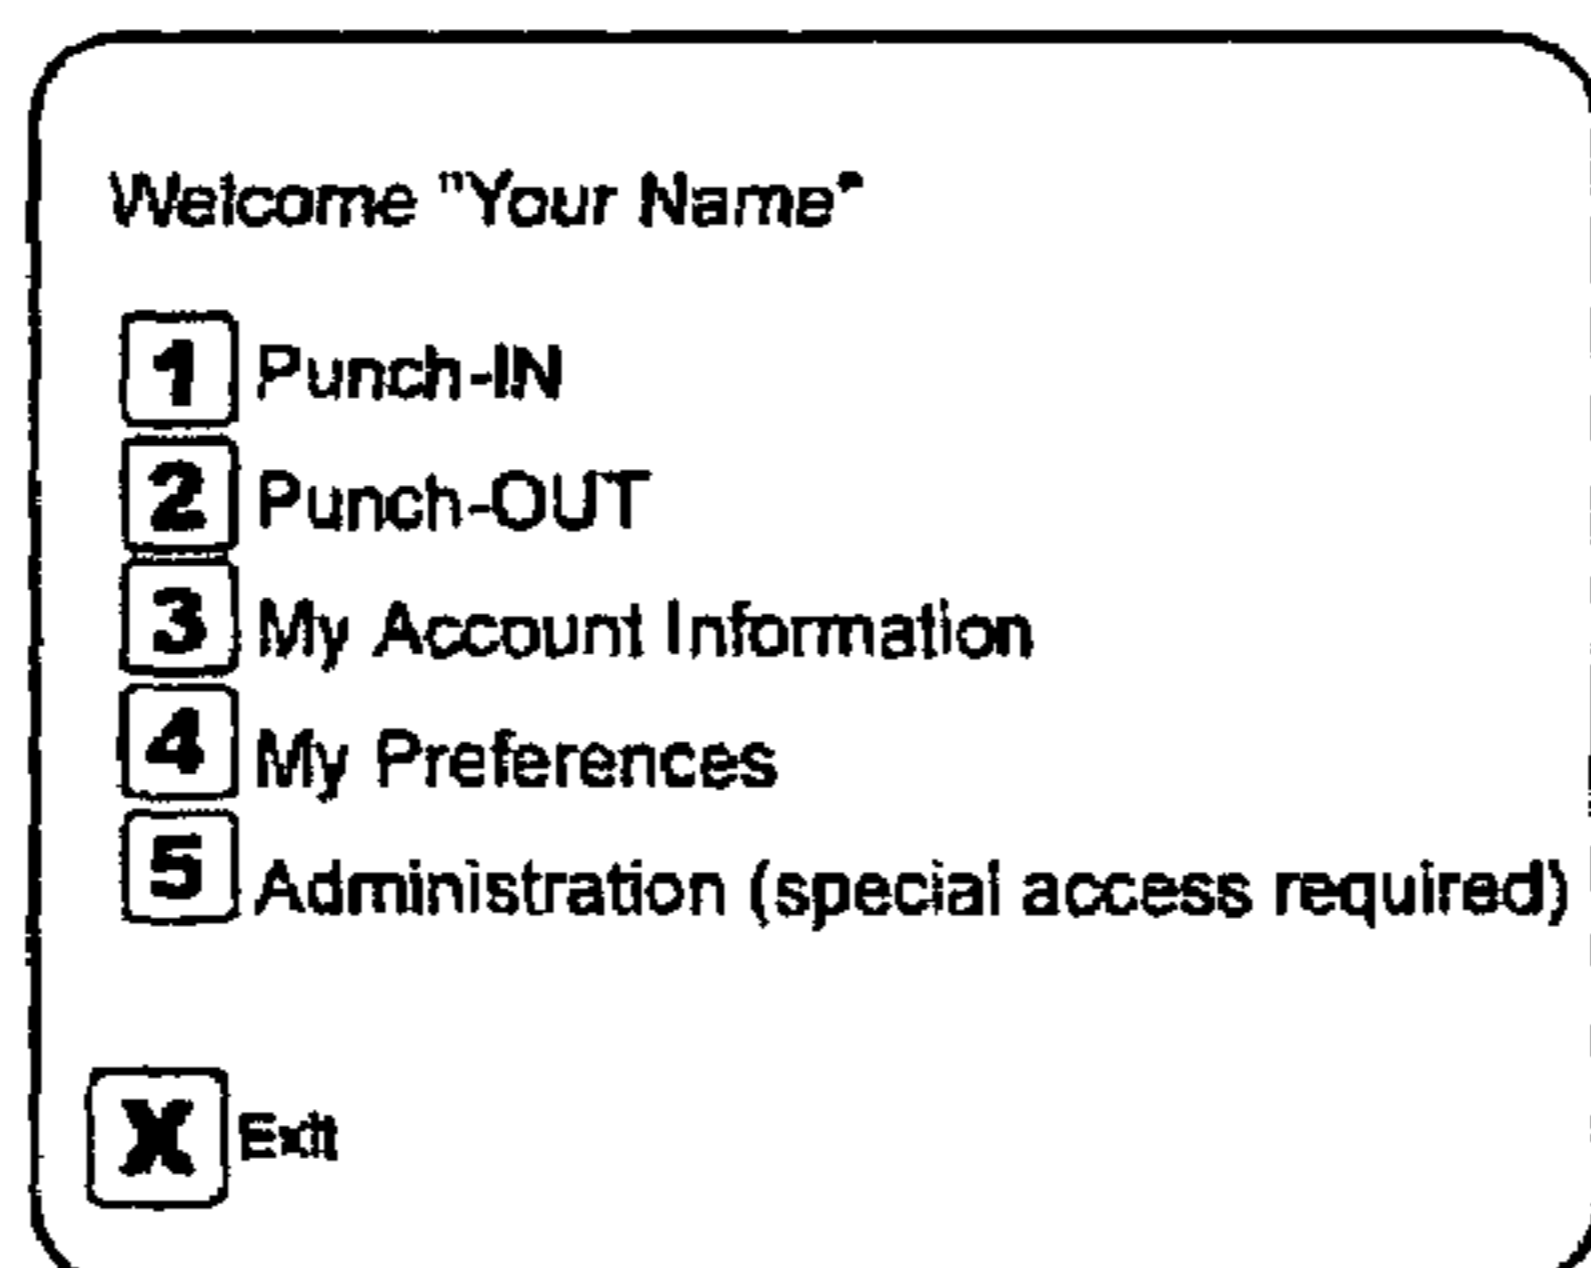 Welcome "Your Name"
1 Punch-IN
2 Punch-OUT
3 My Account Information
4 My Preferences
5 Administration (special access required)
X Exit